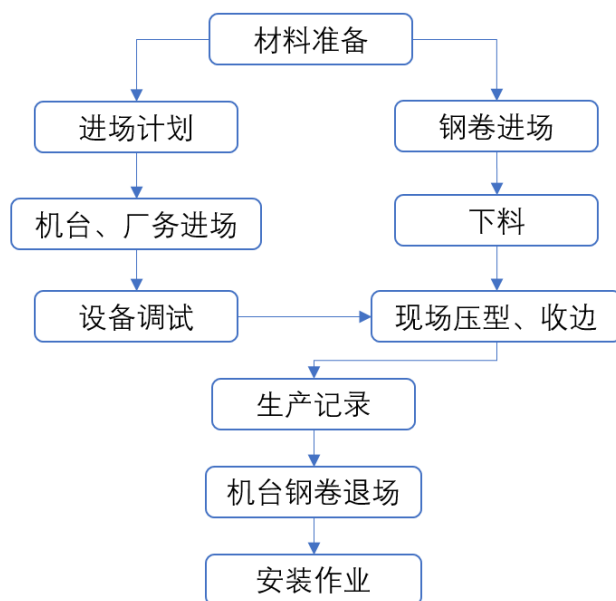 材料准备
进场计划
钢卷进场
机台、厂务进场
下料
设备调试
现场压型、收边
生产记录
机台钢卷退场
安装作业